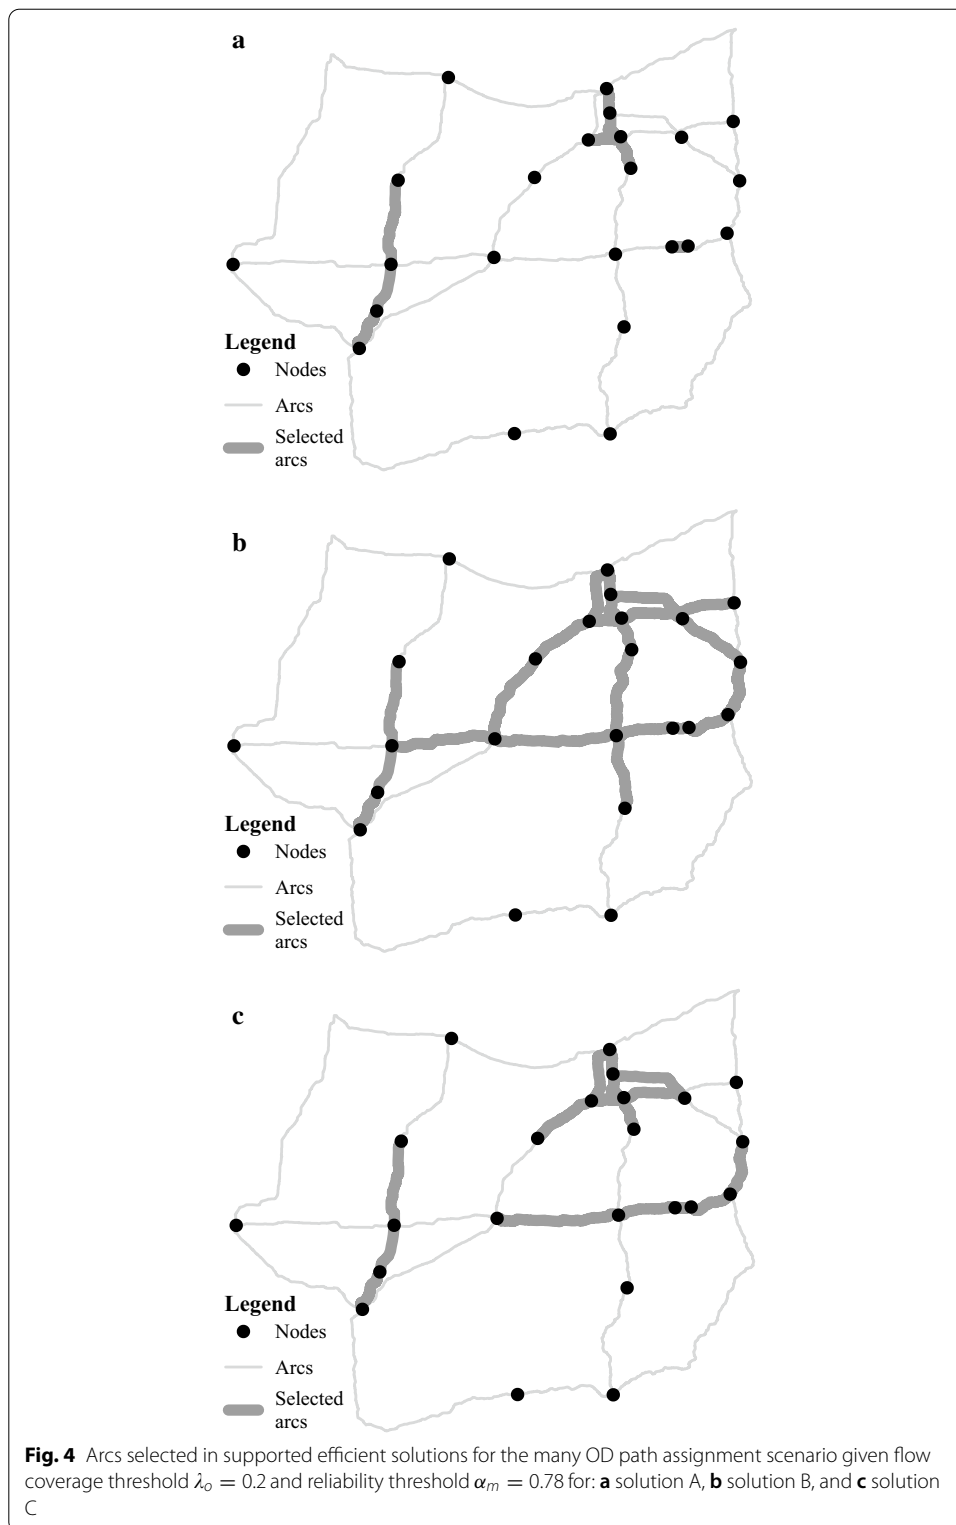 a
Legend
Nodes
Arcs
Selected
arcs
b
Legend
Nodes
Arcs
Selected
arcs
c
Legend
Nodes
Arcs
Selected
arcs
Fig. 4 Arcs selected in supported efficient solutions for the many OD path assignment scenario given flow
coverage threshold λo = 0.2 and reliability threshold αm = 0.78 for: a solution A, b solution B, and c solution
C